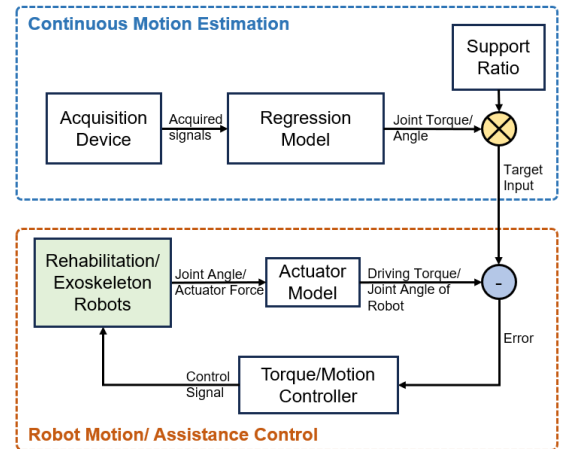 Continuous Motion Estimation
Support
Ratio
Acquisition
Device
Acquired
signals
Regression
Model
Joint Torque/
Angle
Target
Input
Rehabilitation/
Exoskeleton
Robots
Joint Angle/
Actuator Force
Actuator
Model
Driving Torque/
Joint Angle of
Robot
-
Error
Control
Signal
Torque/Motion
Controller
Robot Motion/ Assistance Control